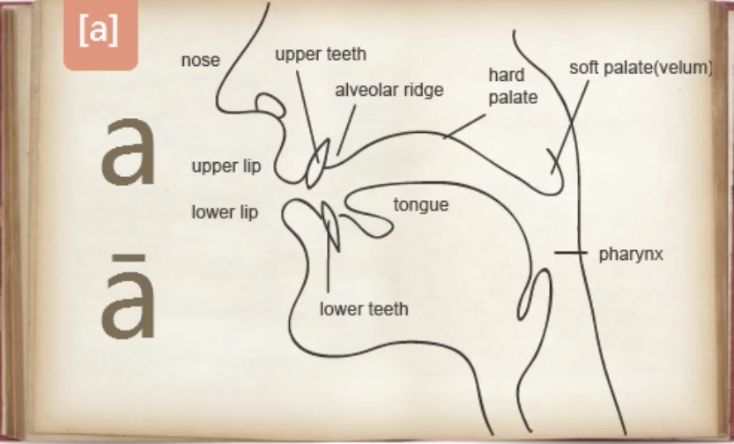 [a]
a
ā
nose
upper teeth
alveolar ridge
hard
palate
soft palate(velum)
upper lip
lower lip
tongue
pharynx
lower teeth